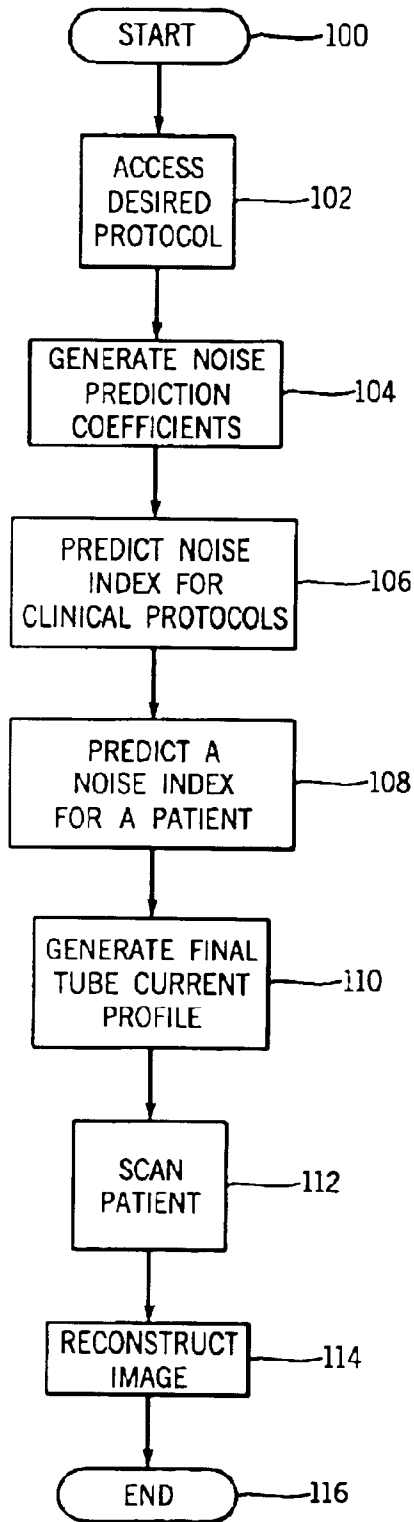 START
100
ACCESS
DESIRED
PROTOCOL
102
GENERATE NOISE
PREDICTION
COEFFICIENTS
104
PREDICT NOISE
INDEX FOR
CLINICAL PROTOCOLS
106
PREDICT A
NOISE INDEX
FOR A PATIENT
108
GENERATE FINAL
TUBE CURRENT
PROFILE
110
SCAN
PATIENT
112
RECONSTRUCT
IMAGE
114
END
116